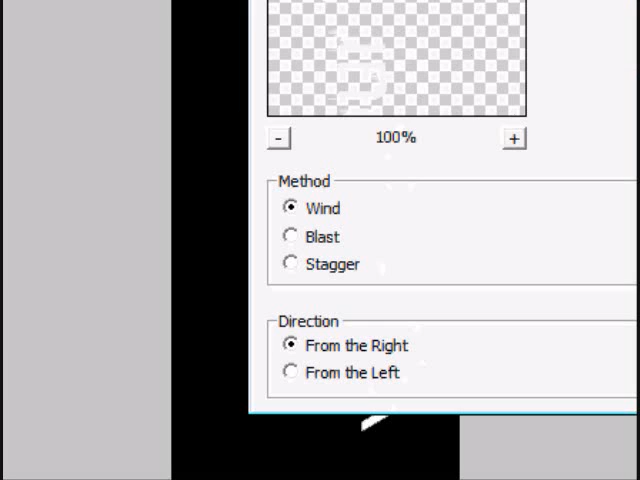 - 100% +
Method
Wind
Blast
Stagger
Direction
From the Right
From the Left